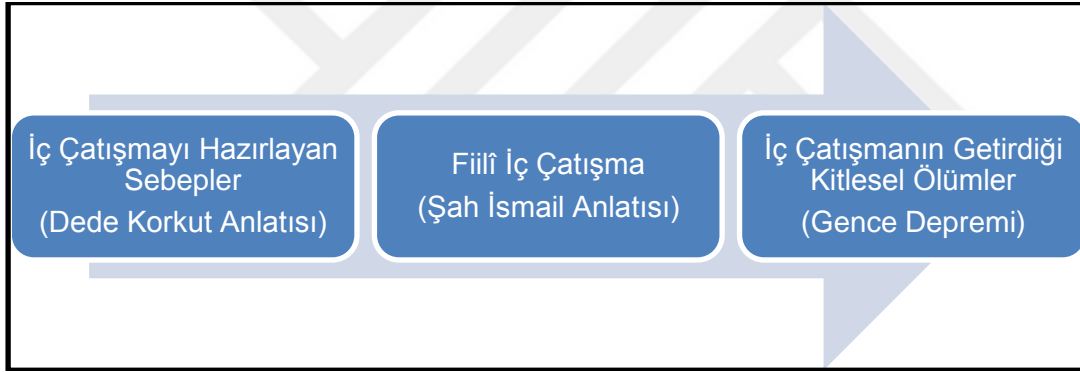 İç Çatışmayı Hazırlayan
Sebepler
(Dede Korkut Anlatısı)
Fiilî İç Çatışma
(Şah İsmail Anlatısı)
İç Çatışmanın Getirdiği
Kitlesel Ölümler
(Gence Depremi)